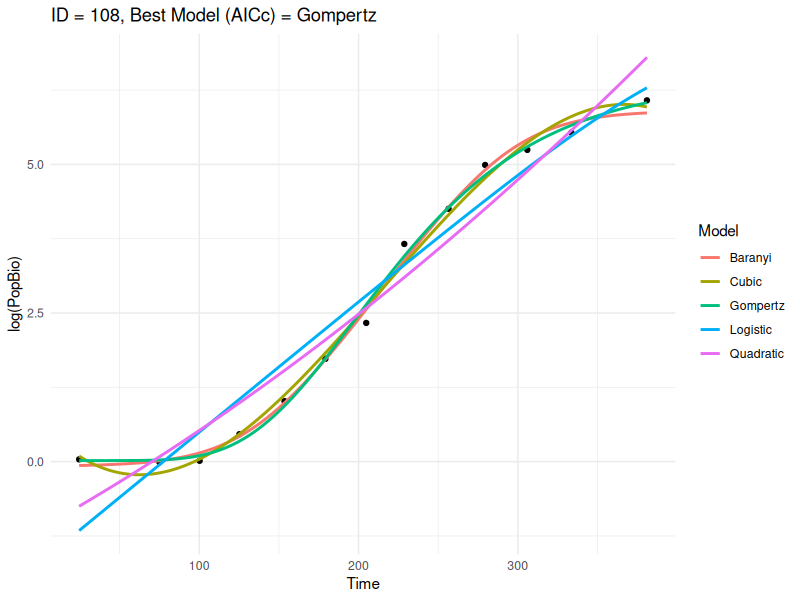 ID = 108, Best Model (AICc) = Gompertz
log(PopBio)
5.0
2.5
0.0
100 200 300
Time
Model
Baranyi
Cubic
Gompertz
Logistic
Quadratic